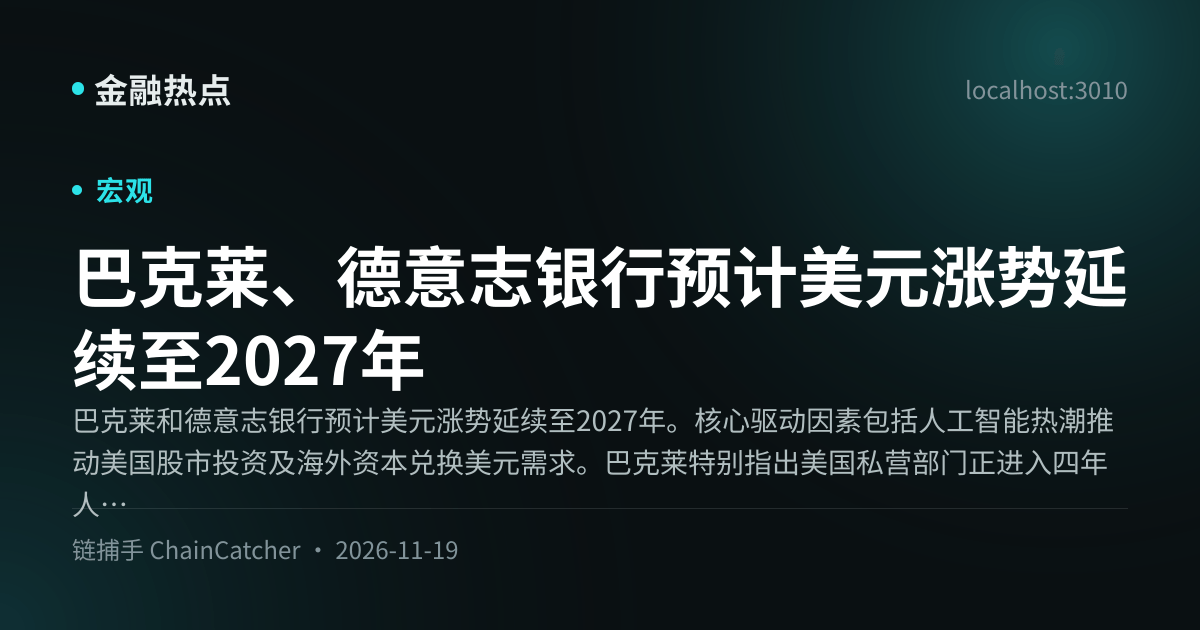 金融热点
localhost:3010
宏观
巴克莱、德意志银行预计美元涨势延
续至2027年
巴克莱和德意志银行预计美元涨势延续至2027年。核心驱动因素包括人工智能热潮推
动美国股市投资及海外资本兑换美元需求。巴克莱特别指出美国私营部门正进入四年
人…
链捕手 ChainCatcher · 2026-11-19